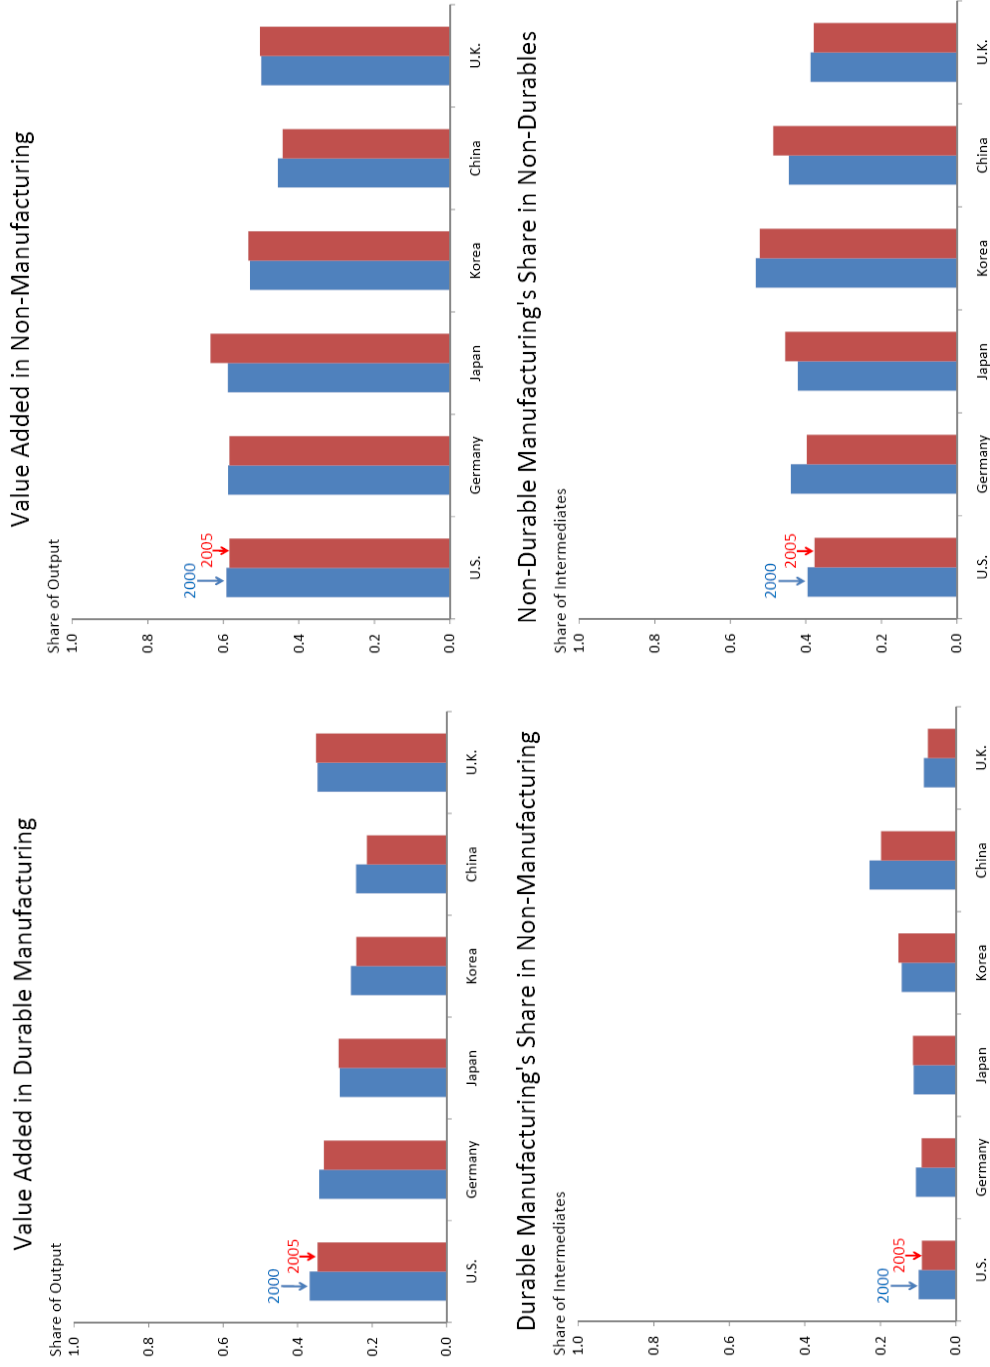 Value Added in Durable Manufacturing
Share of Output
1.0
0.8
0.6
0.4
0.2
0.0
2000
2005
U.S.
Germany
Japan
Korea
China
U.K.
Value Added in Non-Manufacturing
Share of Output
1.0
0.8
0.6
0.4
0.2
0.0
2000
2005
U.S.
Germany
Japan
Korea
China
U.K.
Durable Manufacturing's Share in Non-Manufacturing
Share of Intermediates
1.0
0.8
0.6
0.4
0.2
0.0
2000
2005
U.S.
Germany
Japan
Korea
China
U.K.
Non-Durable Manufacturing's Share in Non-Durables
Share of Intermediates
1.0
0.8
0.6
0.4
0.2
0.0
2000
2005
U.S.
Germany
Japan
Korea
China
U.K.